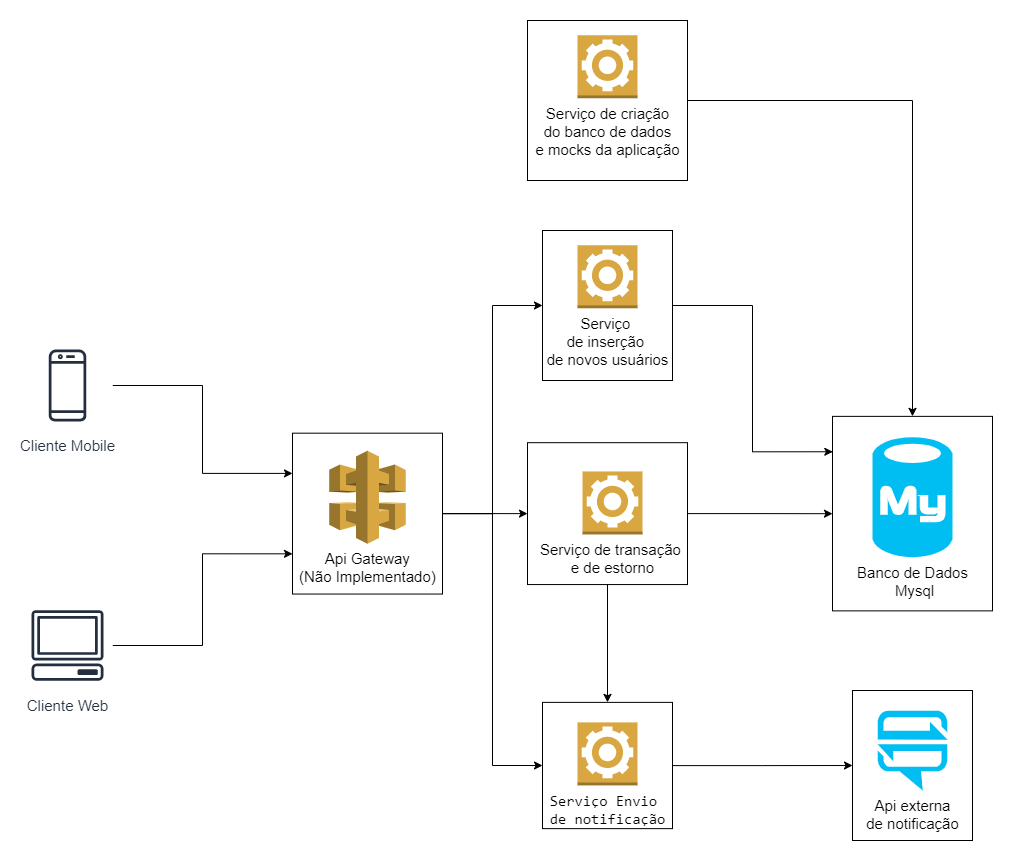 Serviço de criação
do banco de dados
e mocks da aplicação
Serviço
de inserção
de novos usuários
Cliente Mobile
Api Gateway
(Não Implementado)
Serviço de transação
e de estorno
My
Banco de Dados
Mysql
Cliente Web
Serviço Envio
de notificação
Api externa
de notificação